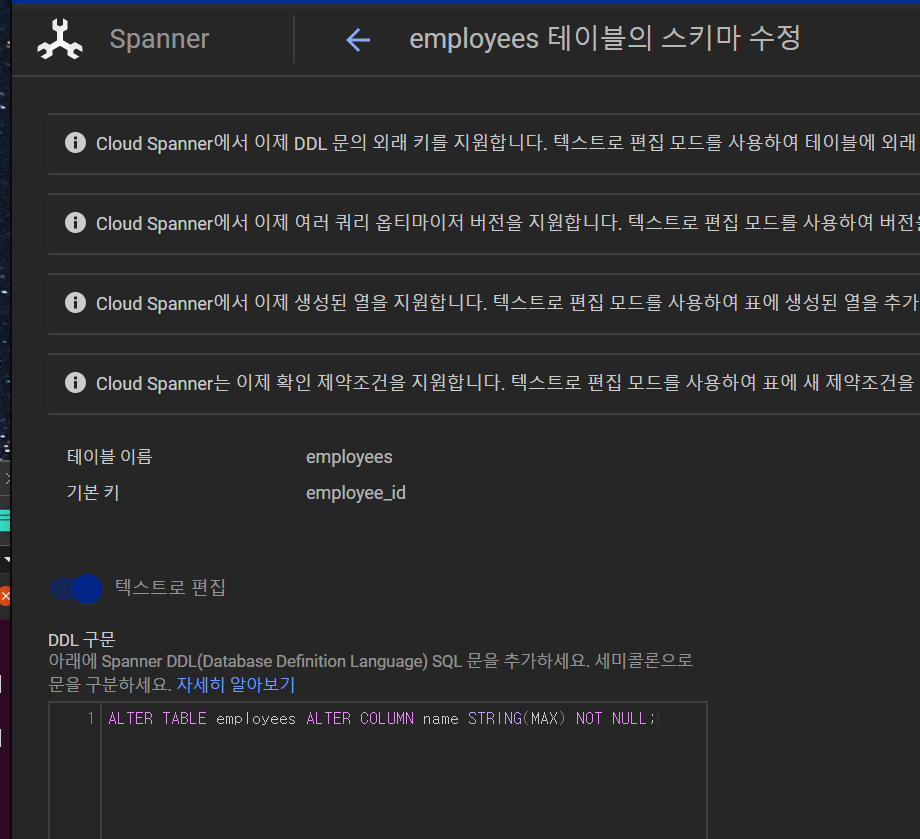 Spanner
employees 테이블의 스키마 수정
Cloud Spanner에서 이제 DDL 문의 외래 키를 지원합니다. 텍스트로 편집 모드를 사용하여 테이블에 외래
Cloud Spanner에서 이제 여러 쿼리 옵티마이저 버전을 지원합니다. 텍스트로 편집 모드를 사용하여 버전을
Cloud Spanner에서 이제 생성된 열을 지원합니다. 텍스트로 편집 모드를 사용하여 표에 생성된 열을 추가
Cloud Spanner는 이제 확인 제약조건을 지원합니다. 텍스트로 편집 모드를 사용하여 표에 새 제약조건을
테이블 이름 employees
기본 키 employee_id
텍스트로 편집
DDL 구문
아래에 Spanner DDL(Database Definition Language) SQL 문을 추가하세요. 세미콜론으로
문을 구분하세요. 자세히 알아보기
1 ALTER TABLE employees ALTER COLUMN name STRING(MAX) NOT NULL;